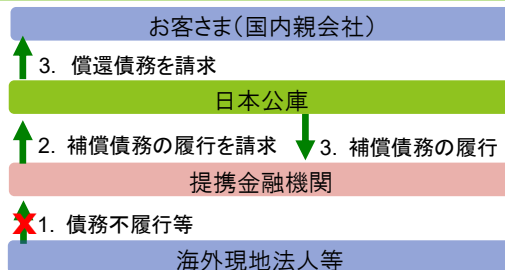 お客さま（国内親会社）
3. 償還債務を請求
日本公庫
2. 補償債務の履行を請求
3. 補償債務の履行
提携金融機関
1. 債務不履行等
海外現地法人等